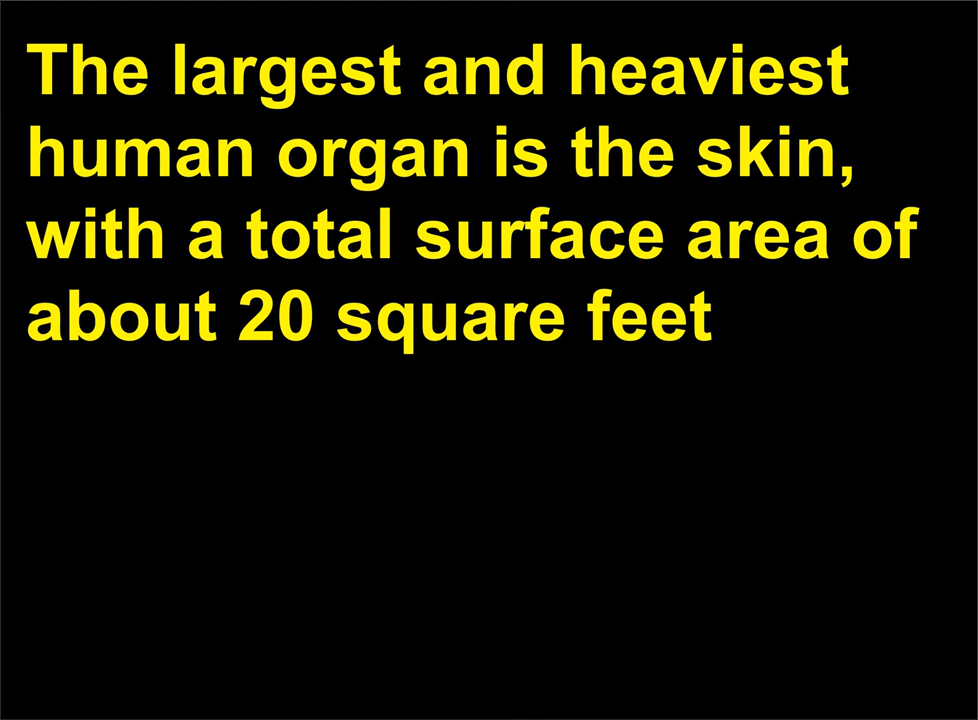 The largest and heaviest
human organ is the skin,
with a total surface area of
about 20 square feet